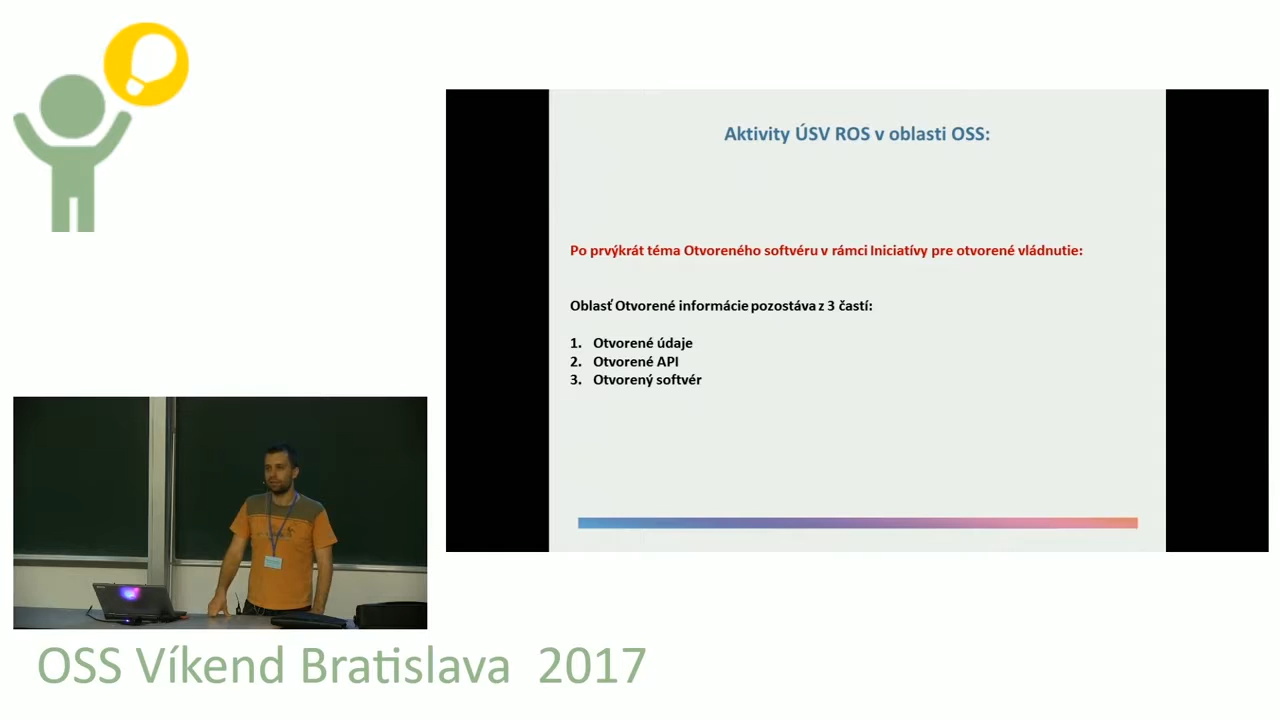 Aktivity ÚSV ROS v oblasti OSS:
Po prvýkrát téma Otvoreného softvéru v rámci Iniciatívy pre otvorené vládnutie:
Oblasť Otvorené informácie pozostáva z 3 častí:
1. Otvorené údaje
2. Otvorené API
3. Otvorený softvér
OSS Víkend Bratislava 2017